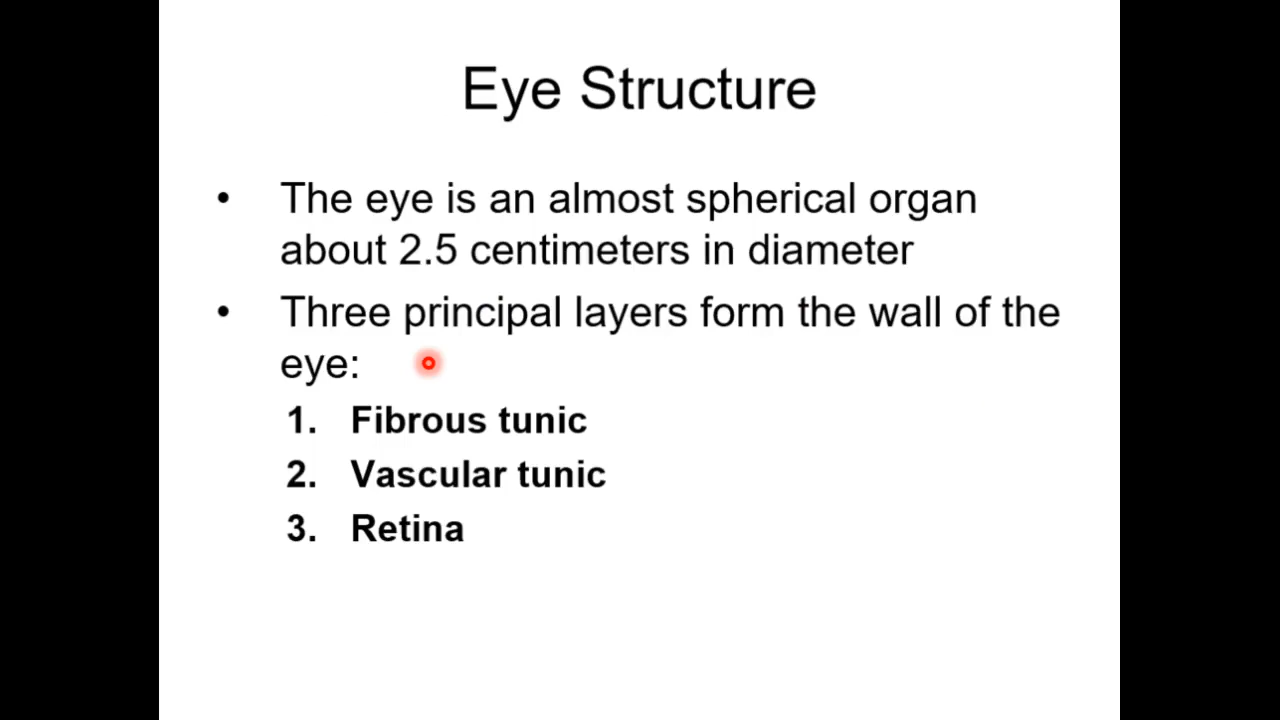 Eye Structure
• The eye is an almost spherical organ
about 2.5 centimeters in diameter
• Three principal layers form the wall of the
eye:
1. Fibrous tunic
2. Vascular tunic
3. Retina